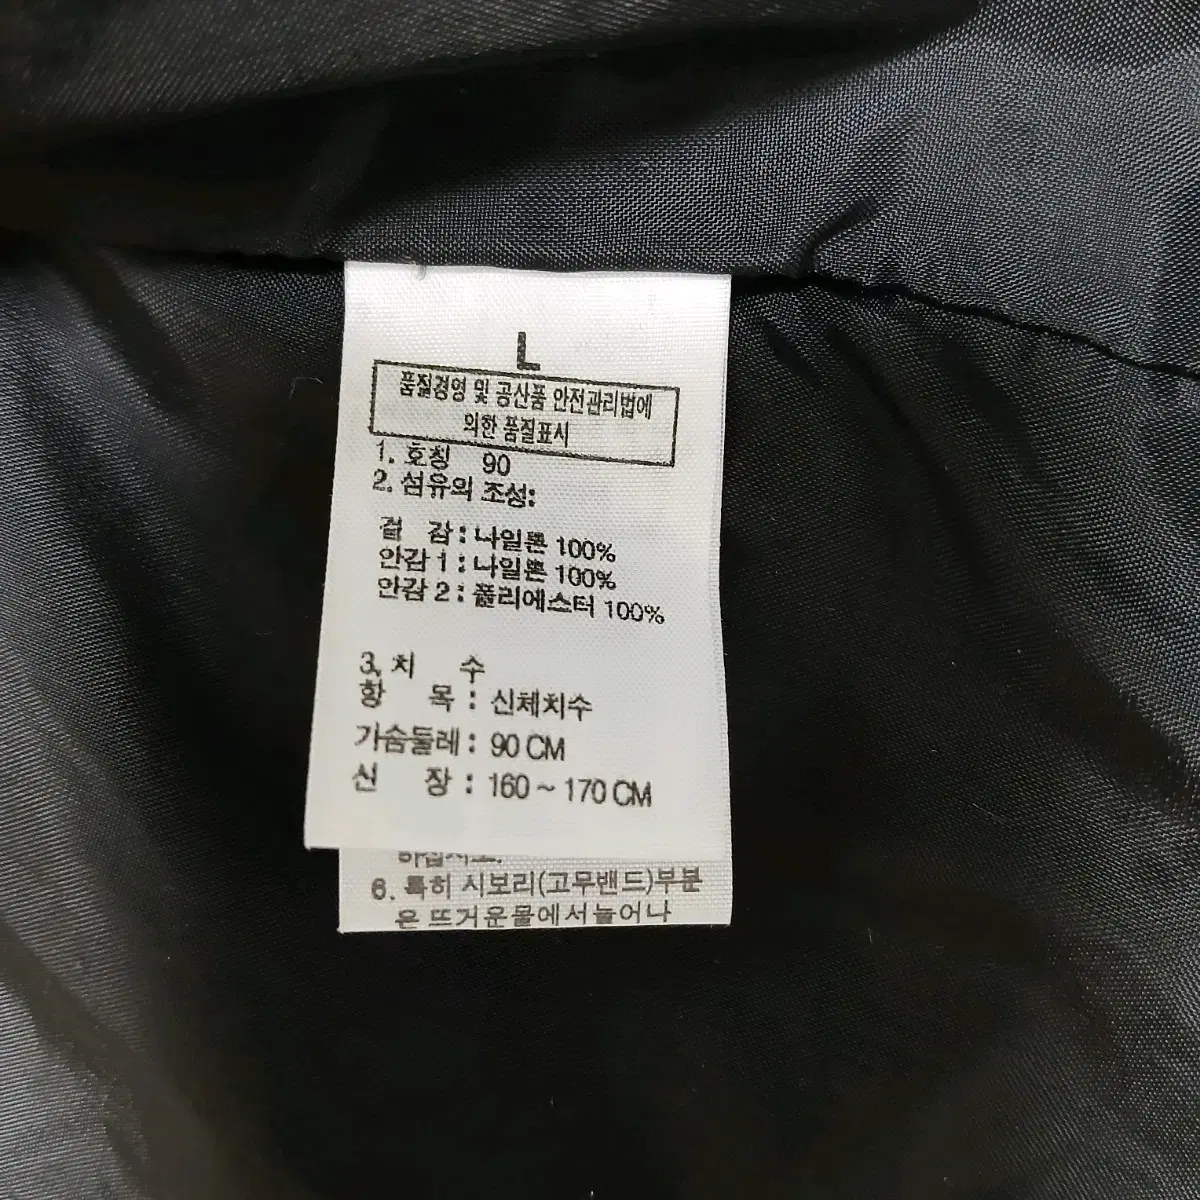 L
품질경영 및 공산품 안전관리법에
의한 품질표시
1. 호칭 90
2. 섬유의 조성:
겉 감 : 나일론 100%
안감 1 : 나일론 100%
안감 2 : 폴리에스터 100%
3. 치 수
항 목 : 신체치수
가슴둘레 : 90 CM
신 장 : 160 ~ 170 CM
6. 특히 시보리(고무밴드)부분
은 뜨거운물에서늘어나